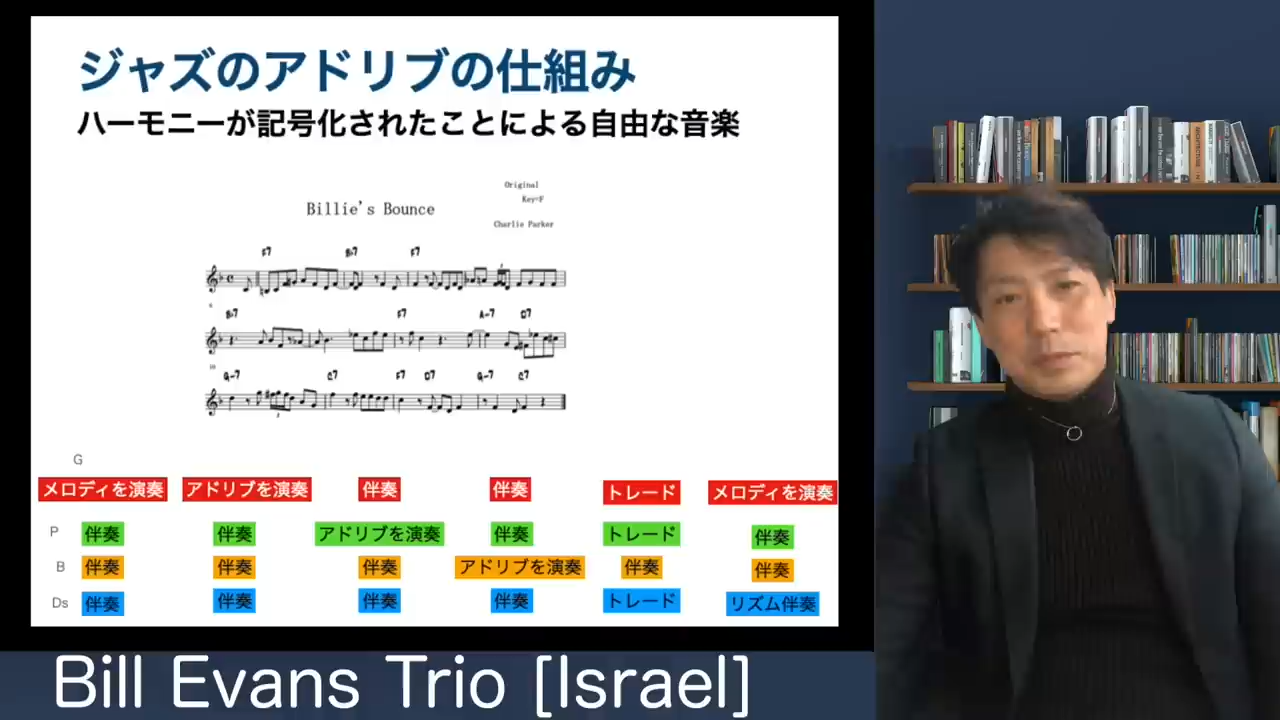 ジャズのアドリブの仕組み
ハーモニーが記号化されたことによる自由な音楽
Original
Key=F
Billie's Bounce
Charlie Parker
F7 B♭7 F7
B♭7 F7 A-7 D7
G-7 C7 F7 D7 G-7 C7
G
メロディを演奏 アドリブを演奏 伴奏 伴奏 トレード メロディを演奏
P 伴奏 伴奏 アドリブを演奏 伴奏 トレード 伴奏
B 伴奏 伴奏 伴奏 アドリブを演奏 伴奏 伴奏
Ds 伴奏 伴奏 伴奏 伴奏 トレード リズム伴奏
Bill Evans Trio [Israel]